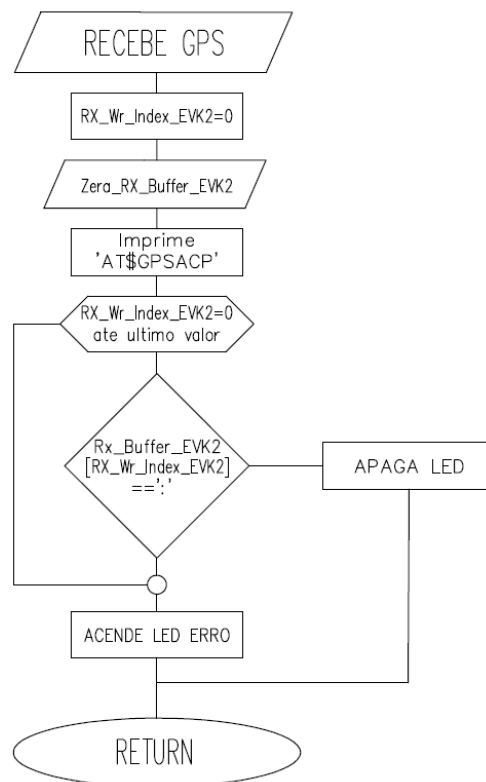 RECEBE GPS
RX_Wr_Index_EVK2=0
Zera_RX_Buffer_EVK2
Imprime
'AT$GPSACP'
RX_Wr_Index_EVK2=0
ate ultimo valor
Rx_Buffer_EVK2
[RX_Wr_Index_EVK2]
==':'
APAGA LED
ACENDE LED ERRO
RETURN